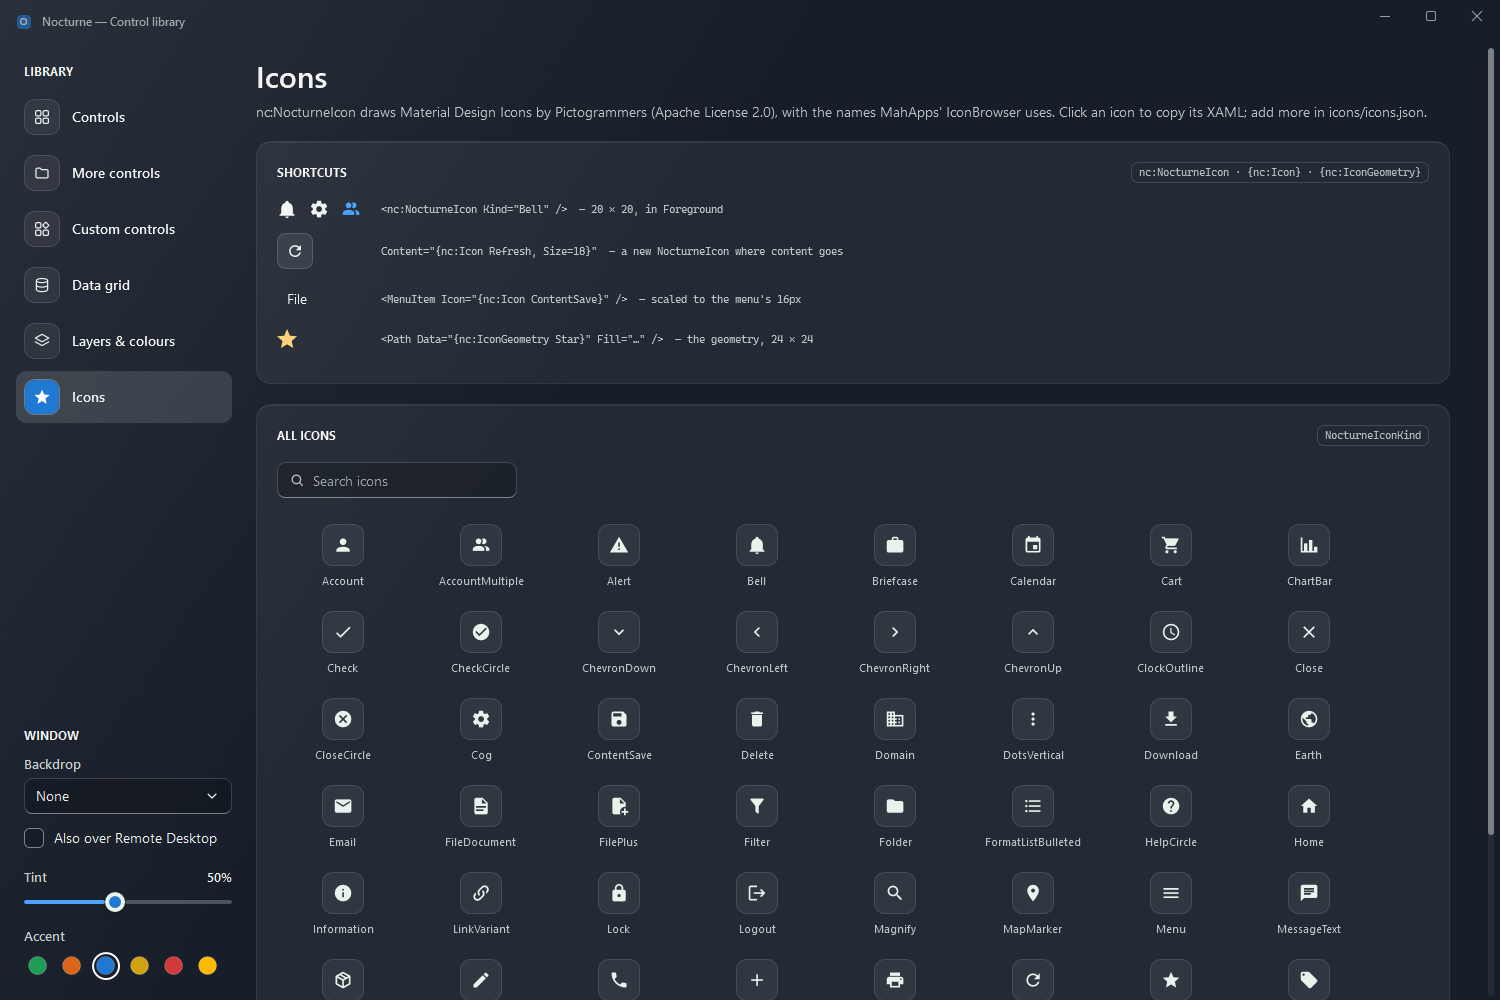 Nocturne — Control library
LIBRARY
Controls
More controls
Custom controls
Data grid
Layers & colours
Icons
WINDOW
Backdrop
None
Also over Remote Desktop
Tint 50%
Accent
Icons
nc:NocturneIcon draws Material Design Icons by Pictogrammers (Apache License 2.0), with the names MahApps' IconBrowser uses. Click an icon to copy its XAML; add more in icons/icons.json.
SHORTCUTS nc:NocturneIcon · {nc:Icon} · {nc:IconGeometry}
<nc:NocturneIcon Kind="Bell" /> — 20 × 20, in Foreground
Content="{nc:Icon Refresh, Size=18}" — a new NocturneIcon where content goes
File <MenuItem Icon="{nc:Icon ContentSave}" /> — scaled to the menu's 16px
<Path Data="{nc:IconGeometry Star}" Fill="…" /> — the geometry, 24 × 24
ALL ICONS NocturneIconKind
Search icons
Account AccountMultiple Alert Bell Briefcase Calendar Cart ChartBar
Check CheckCircle ChevronDown ChevronLeft ChevronRight ChevronUp ClockOutline Close
CloseCircle Cog ContentSave Delete Domain DotsVertical Download Earth
Email FileDocument FilePlus Filter Folder FormatListBulleted HelpCircle Home
Information LinkVariant Lock Logout Magnify MapMarker Menu MessageText